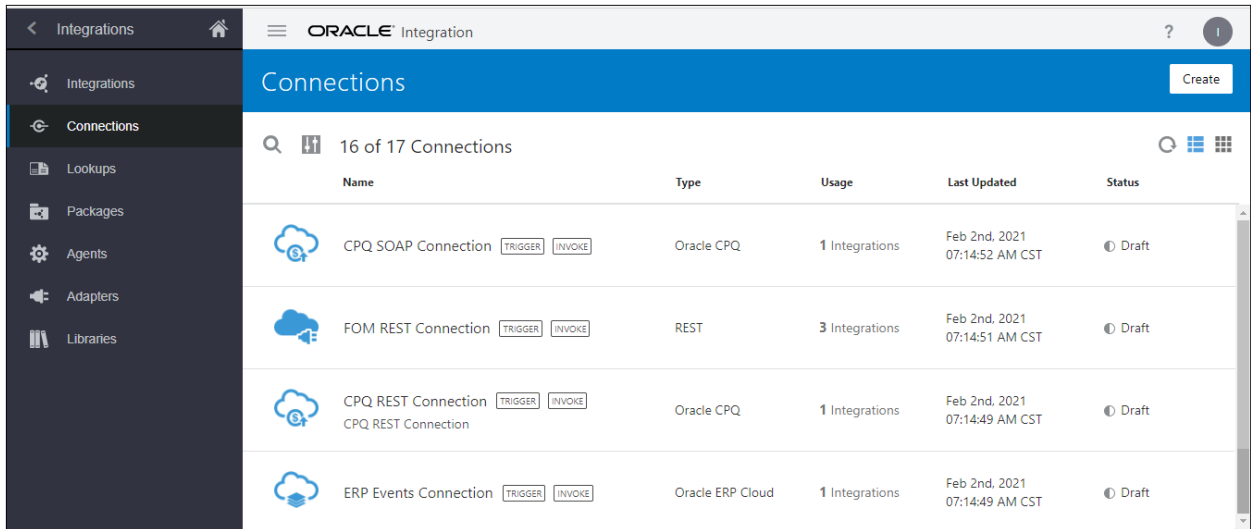 Integrations
ORACLE Integration
?
I
Integrations
Connections
Lookups
Packages
Agents
Adapters
Libraries
Connections
Create
16 of 17 Connections
Name Type Usage Last Updated Status
CPQ SOAP Connection TRIGGER INVOKE Oracle CPQ 1 Integrations Feb 2nd, 2021 Draft
07:14:52 AM CST
FOM REST Connection TRIGGER INVOKE REST 3 Integrations Feb 2nd, 2021 Draft
07:14:51 AM CST
CPQ REST Connection TRIGGER INVOKE Oracle CPQ 1 Integrations Feb 2nd, 2021 Draft
CPQ REST Connection 07:14:49 AM CST
ERP Events Connection TRIGGER INVOKE Oracle ERP Cloud 1 Integrations Feb 2nd, 2021 Draft
07:14:49 AM CST